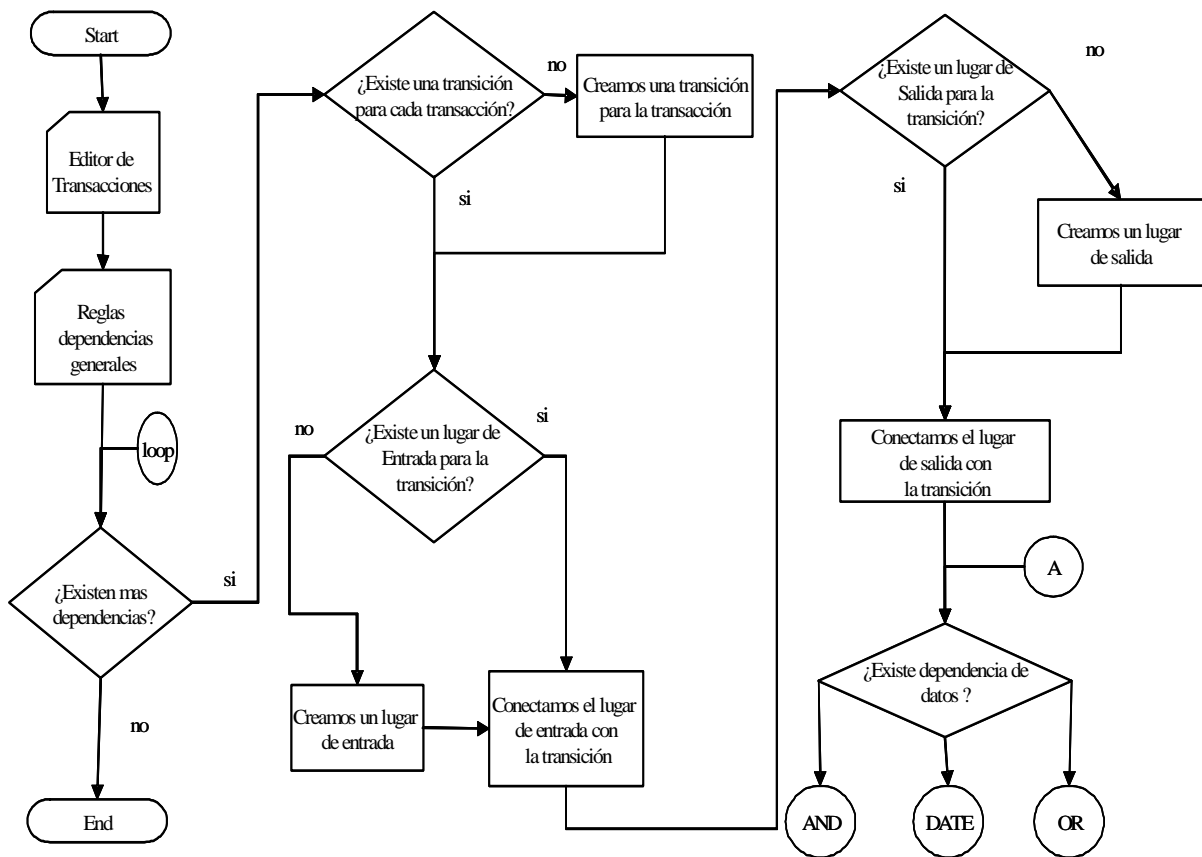 Start
Editor de
Transacciones
Reglas
dependencias
generales
loop
¿Existen mas
dependencias?
si
no
End
¿Existe una transición
para cada transacción?
no
Creamos una transición
para la transacción
si
¿Existe un lugar de
Entrada para la
transición?
no
si
Creamos un lugar
de entrada
Conectamos el lugar
de entrada con
la transición
¿Existe un lugar de
Salida para la
transición?
no
si
Creamos un lugar
de salida
Conectamos el lugar
de salida con
la transición
A
¿Existe dependencia de
datos ?
AND
DATE
OR